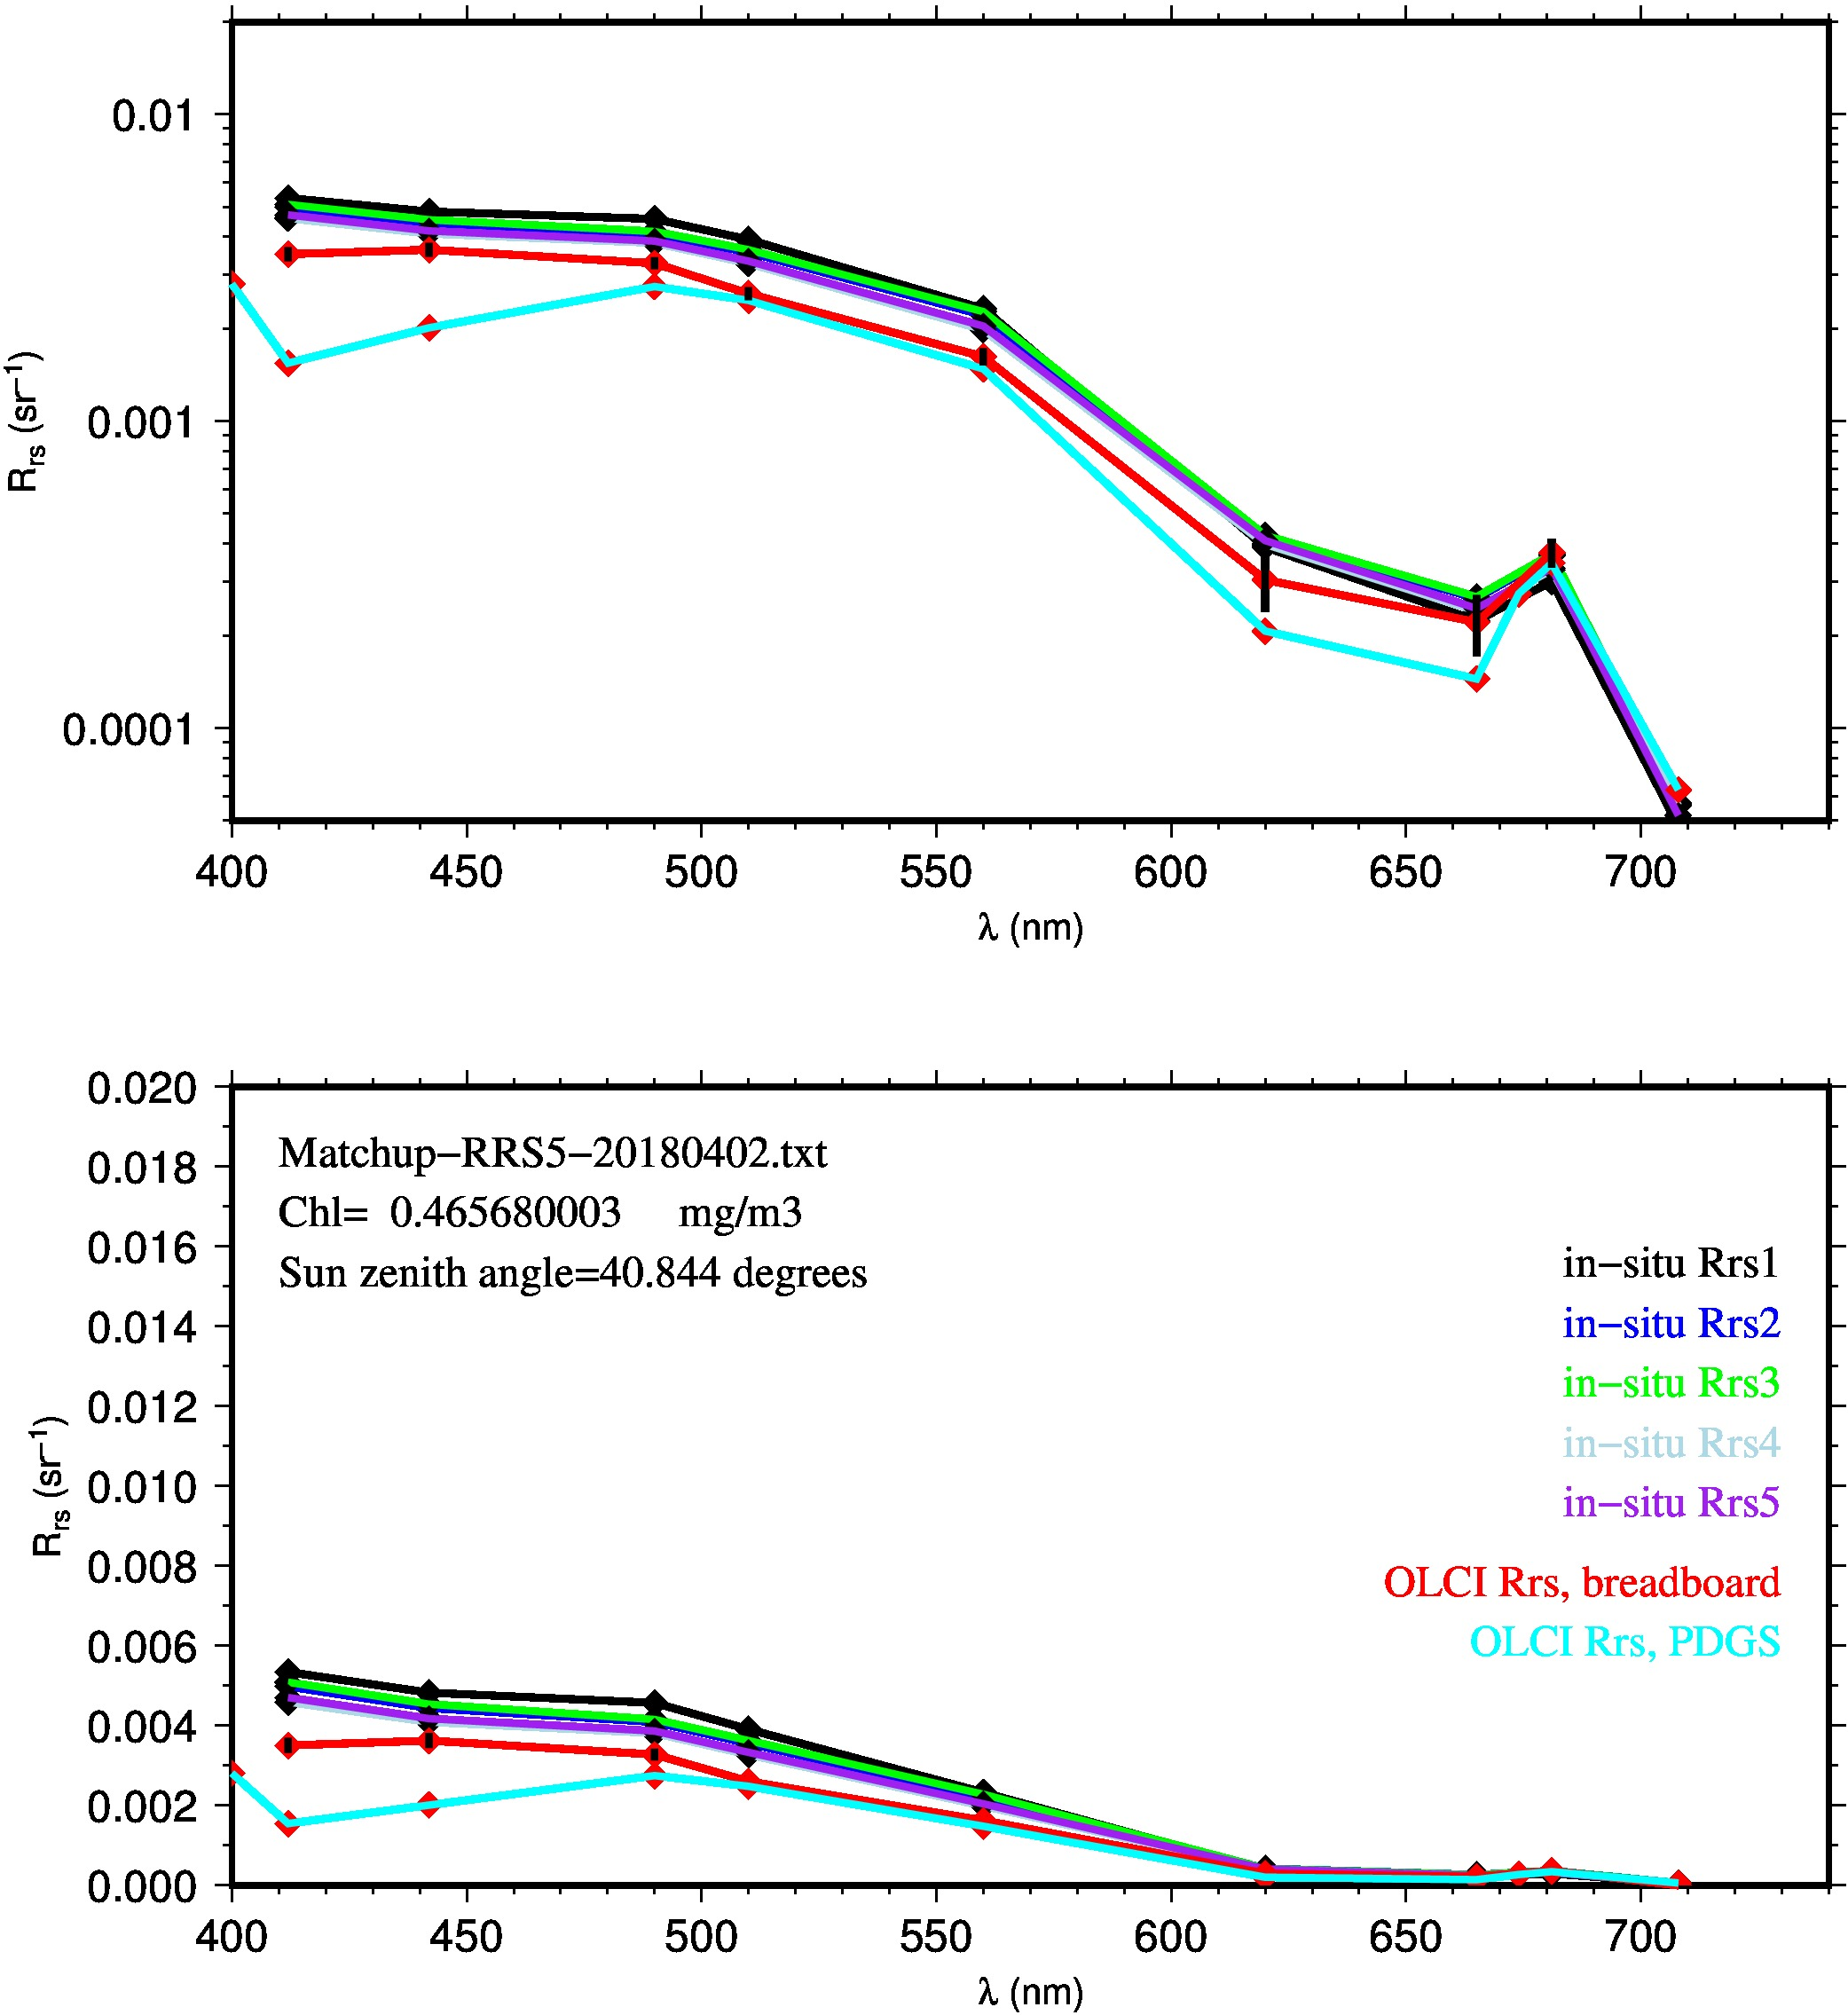 0.01
0.001
0.0001
Rrs (sr−1)
400 450 500 550 600 650 700
λ (nm)
0.020
0.018
0.016
0.014
0.012
0.010
0.008
0.006
0.004
0.002
0.000
Rrs (sr−1)
Matchup−RRS5−20180402.txt
Chl= 0.465680003 mg/m3
Sun zenith angle=40.844 degrees
in−situ Rrs1
in−situ Rrs2
in−situ Rrs3
in−situ Rrs4
in−situ Rrs5
OLCI Rrs, breadboard
OLCI Rrs, PDGS
400 450 500 550 600 650 700
λ (nm)